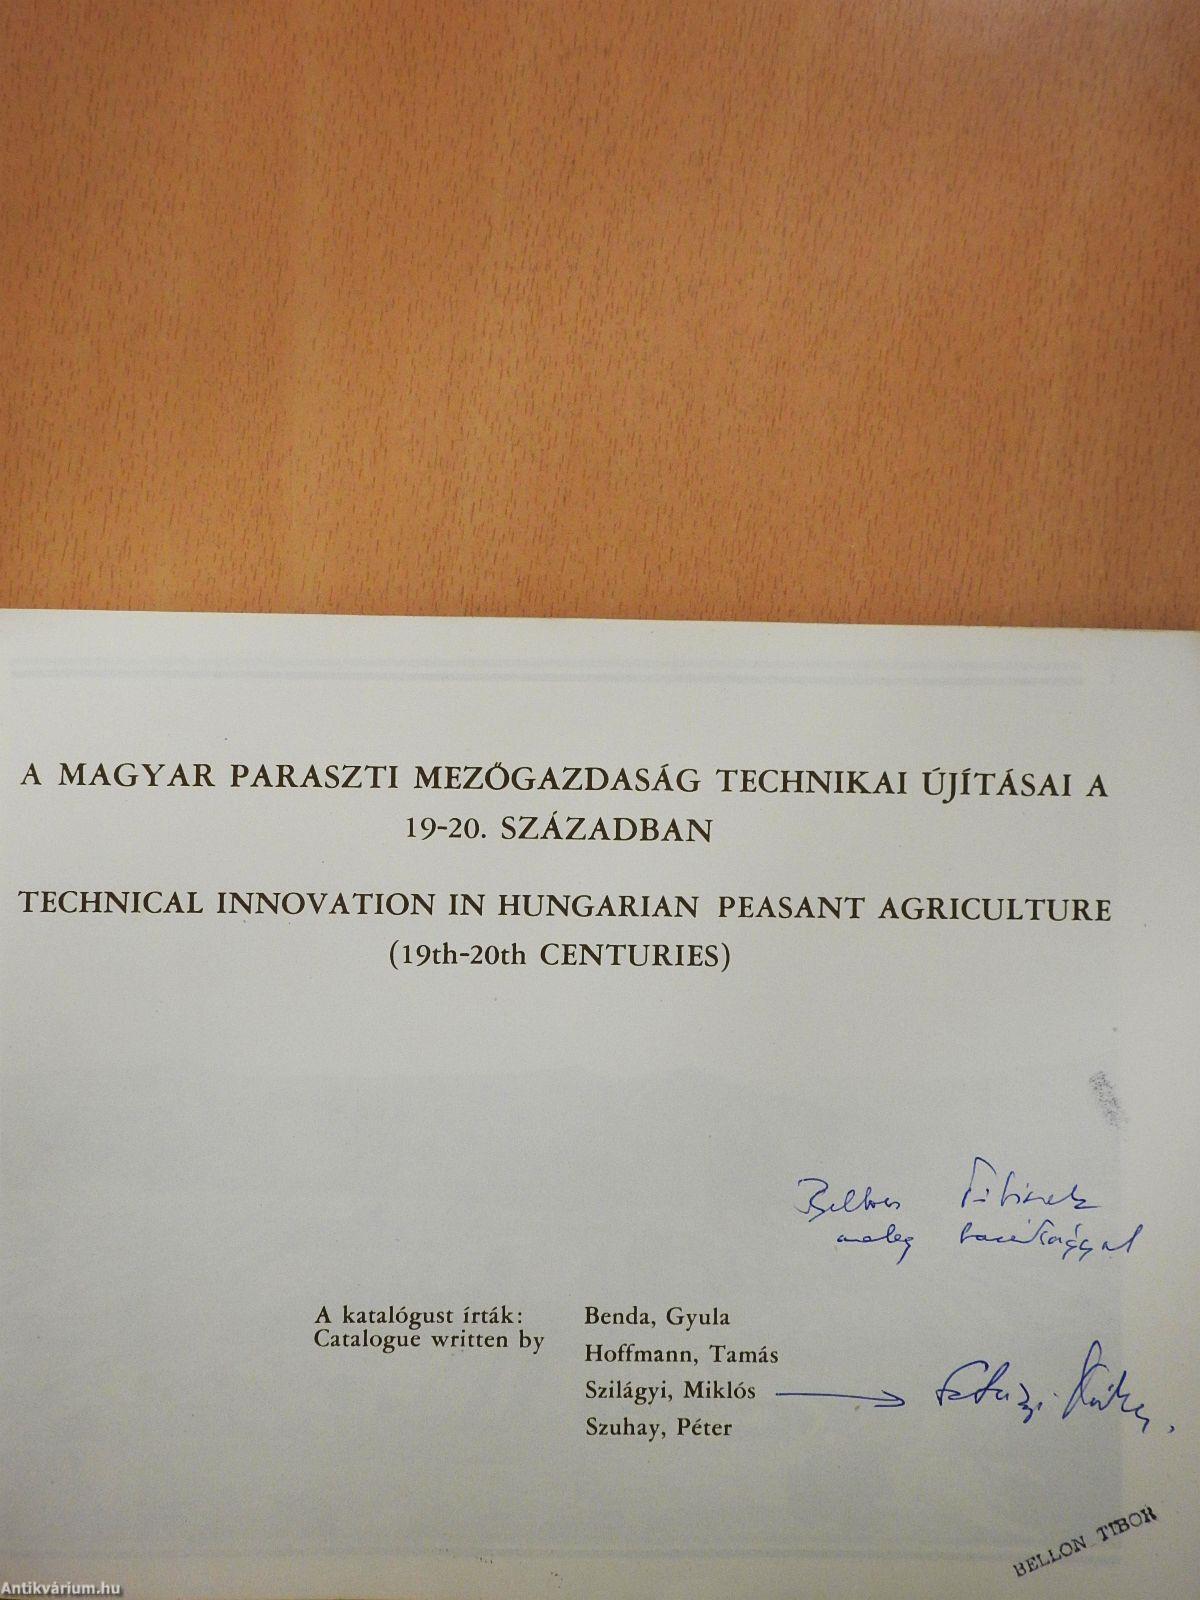 A MAGYAR PARASZTI MEZŐGAZDASÁG TECHNIKAI ÚJÍTÁSAI A
19-20. SZÁZADBAN
TECHNICAL INNOVATION IN HUNGARIAN PEASANT AGRICULTURE
(19th-20th CENTURIES)
Bellon Tibinek
meleg barátsággal
A katalógust írták:
Catalogue written by
Benda, Gyula
Hoffmann, Tamás
Szilágyi, Miklós
Szilágyi Miklós
Szuhay, Péter
BELLON TIBOR
Antikvárium.hu